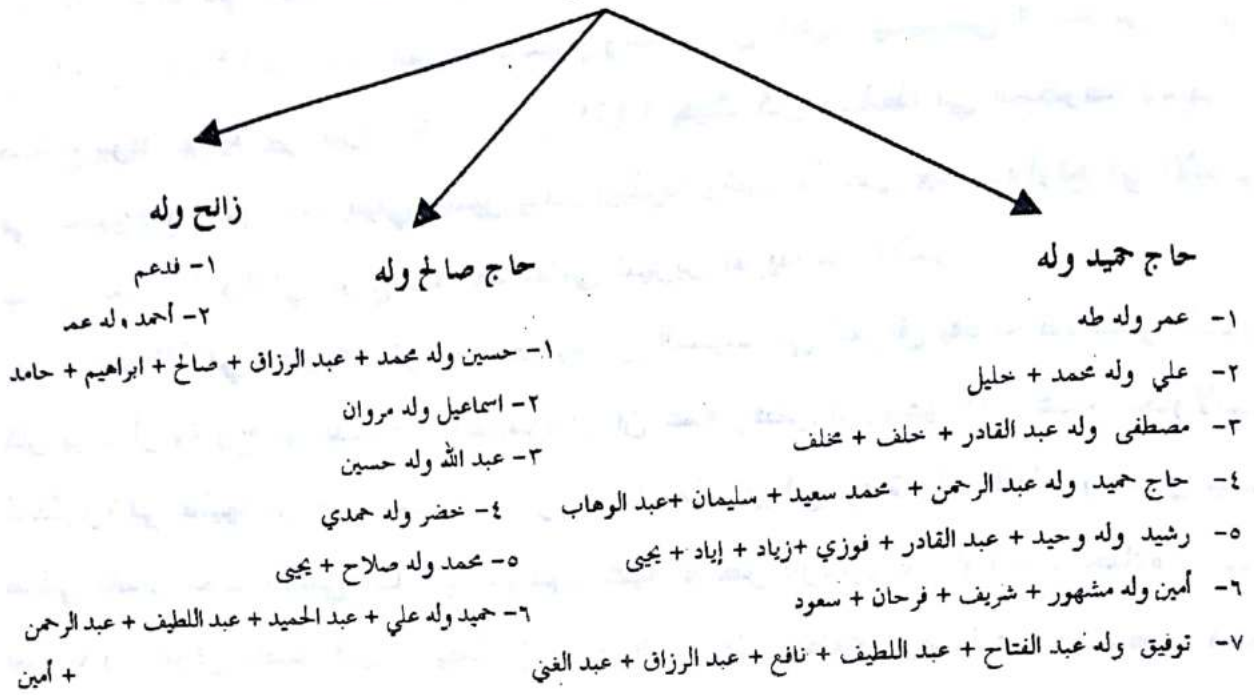 حاج حميد وله
١- عمر وله طه
٢- علي وله محمد + خليل
٣- مصطفى وله عبد القادر + خلف + مخلف
٤- حاج حميد وله عبد الرحمن + محمد سعيد + سليمان +عبد الوهاب
٥- رشيد وله وحيد + عبد القادر + فوزي +زياد + إياد + يحيى
٦- أمين وله مشهور + شريف + فرحان + سعود
٧- توفيق وله عبد الفتاح + عبد اللطيف + نافع + عبد الرزاق + عبد الغني
حاج صالح وله
١- حسين وله محمد + عبد الرزاق + صالح + ابراهيم + حامد
٢- اسماعيل وله مروان
٣- عبد الله وله حسين
٤- خضر وله حمدي
٥- محمد وله صلاح + يحيى
٦- حميد وله علي + عبد الحميد + عبد اللطيف + عبد الرحمن
+ أمين
زالح وله
١- فدعم
٢- أحمد وله